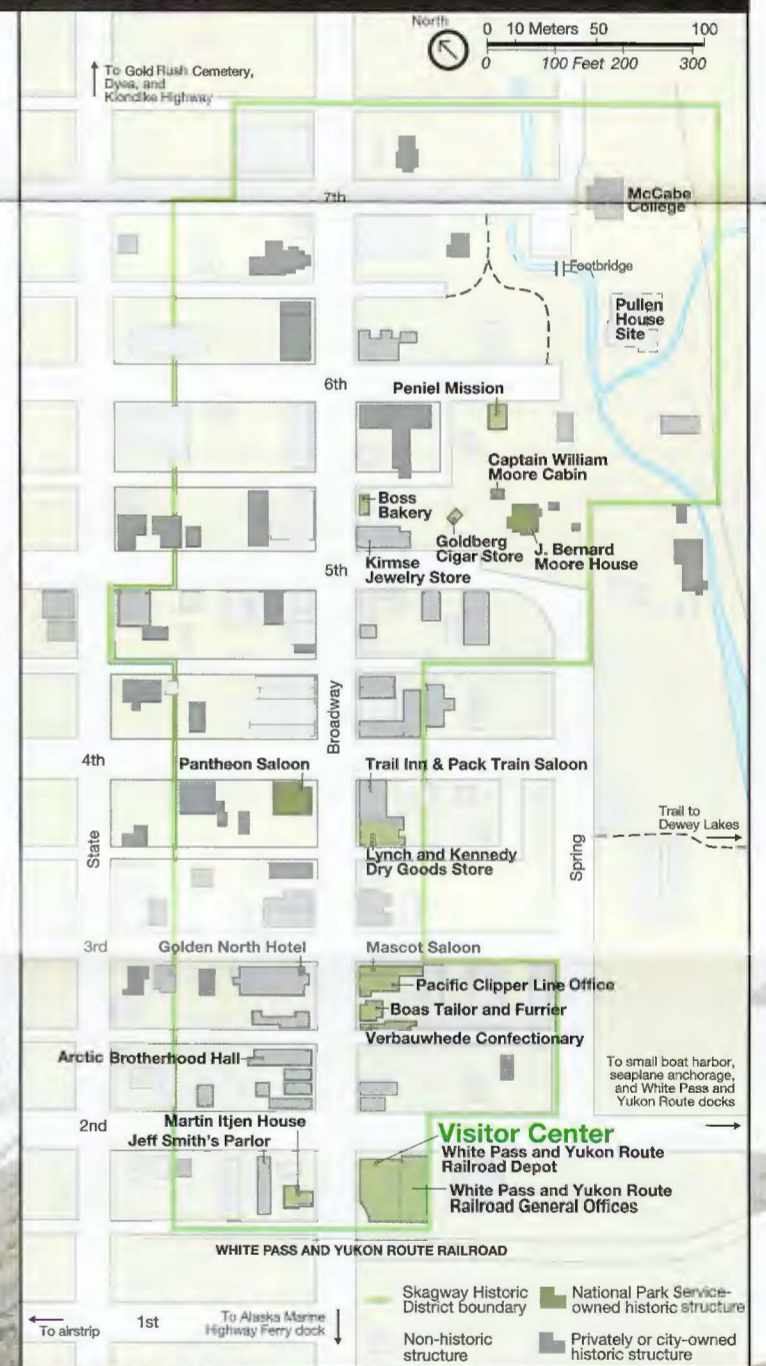 North
0 10 Meters 50 100
0 100 Feet 200 300
To Gold Rush Cemetery,
Dyea, and
Klondike Highway
7th
McCabe
College
Footbridge
Pullen
House
Site
6th
Peniel Mission
Captain William
Moore Cabin
Boss
Bakery
Goldberg
Cigar Store
J. Bernard
Moore House
Kirmse
Jewelry Store
5th
Broadway
4th
Pantheon Saloon
Trail Inn & Pack Train Saloon
State
Lynch and Kennedy
Dry Goods Store
Spring
Trail to
Dewey Lakes
3rd
Golden North Hotel
Mascot Saloon
Pacific Clipper Line Office
Boas Tailor and Furrier
Verbauwhede Confectionary
Arctic Brotherhood Hall
To small boat harbor,
seaplane anchorage,
and White Pass and
Yukon Route docks
2nd
Martin Itjen House
Jeff Smith's Parlor
Visitor Center
White Pass and Yukon Route
Railroad Depot
White Pass and Yukon Route
Railroad General Offices
WHITE PASS AND YUKON ROUTE RAILROAD
Skagway Historic
District boundary
National Park Service-
owned historic structure
To airstrip
1st
To Alaska Marine
Highway Ferry dock
Non-historic
structure
Privately or city-owned
historic structure